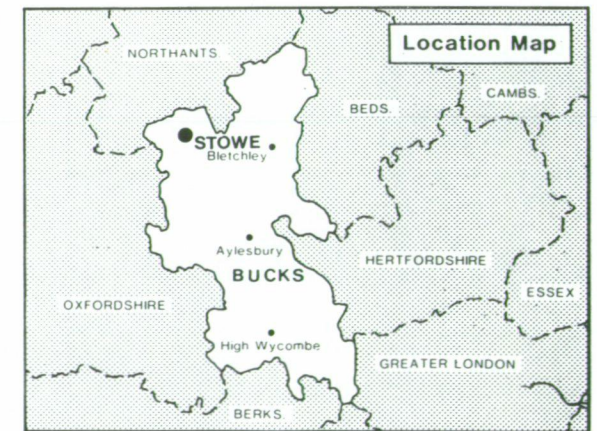 Location Map
NORTHANTS.
CAMBS.
BEDS.
STOWE
Bletchley
Aylesbury
BUCKS
HERTFORDSHIRE
ESSEX
OXFORDSHIRE
High Wycombe
GREATER LONDON
BERKS.